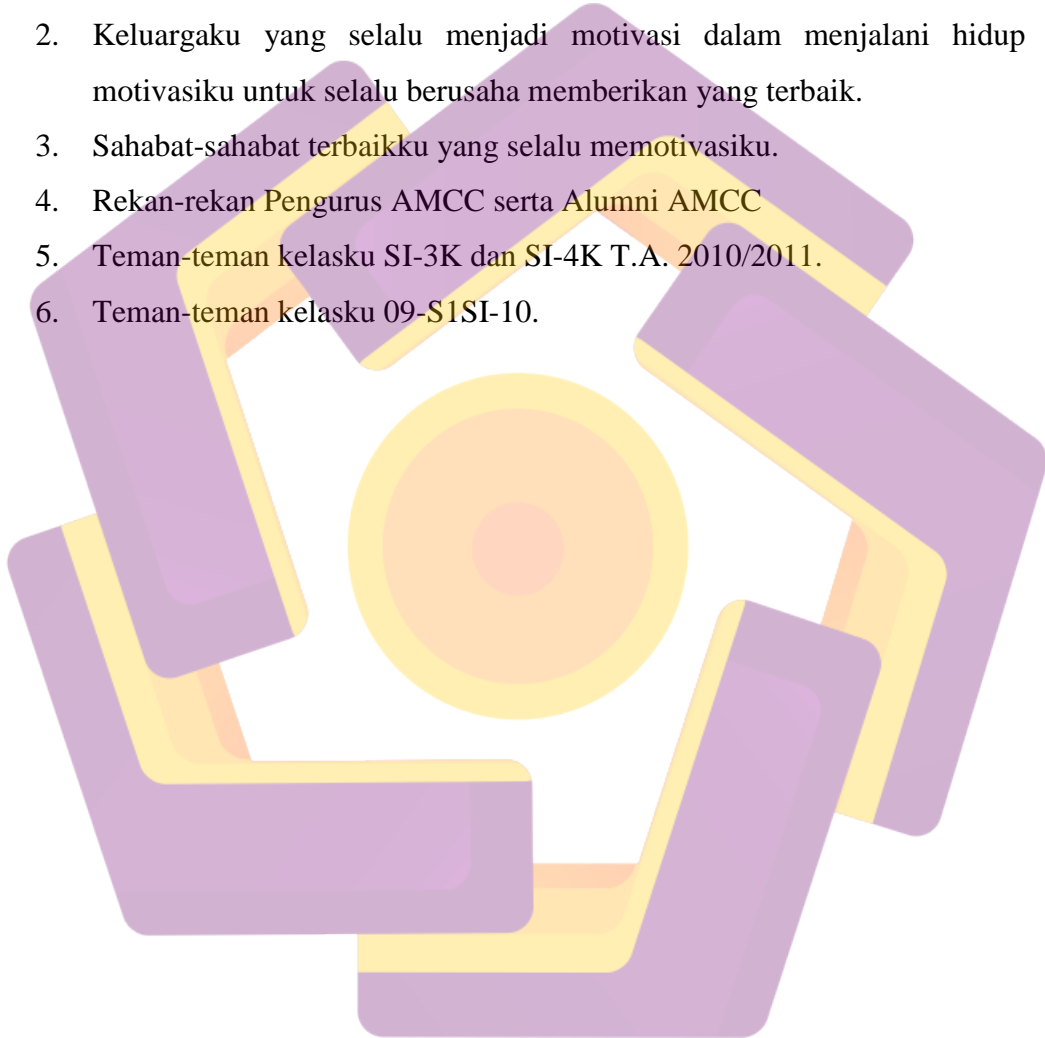 2. Keluargaku yang selalu menjadi motivasi dalam menjalani hidup
motivasiku untuk selalu berusaha memberikan yang terbaik.
3. Sahabat-sahabat terbaikku yang selalu memotivasiku.
4. Rekan-rekan Pengurus AMCC serta Alumni AMCC
5. Teman-teman kelasku SI-3K dan SI-4K T.A. 2010/2011.
6. Teman-teman kelasku 09-S1SI-10.